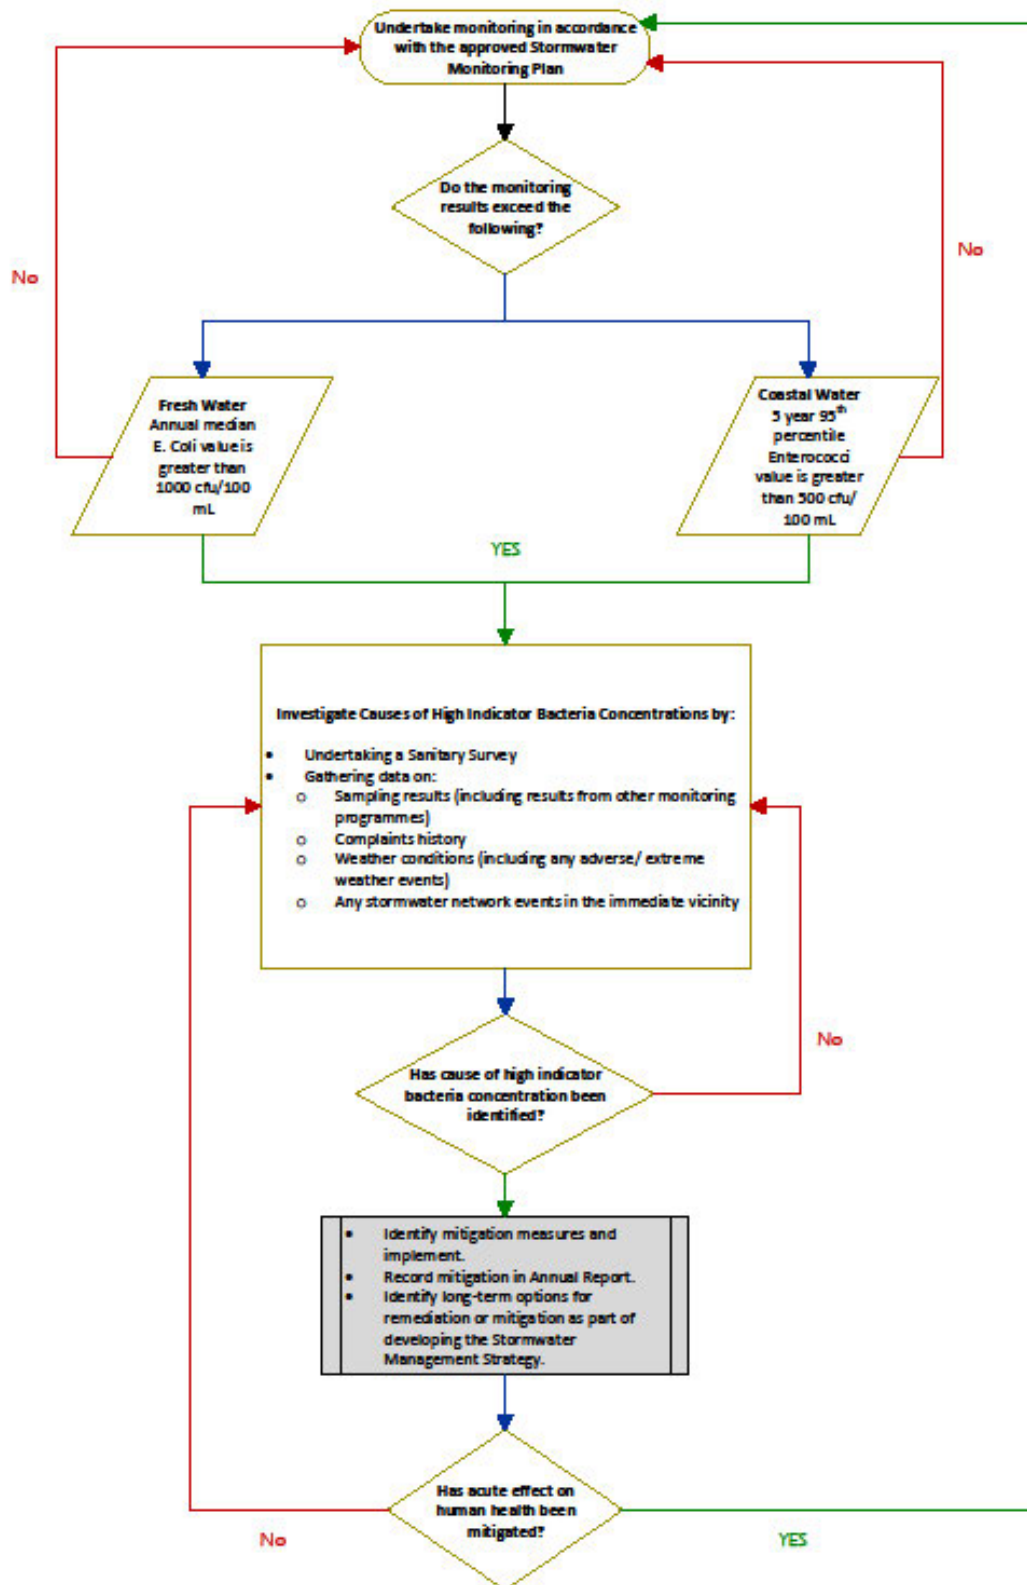 Undertake monitoring in accordance
with the approved Stormwater
Monitoring Plan
Do the monitoring
results exceed the
following?
No
No
Fresh Water
Annual median
E. Coli value is
greater than
1000 cfu/100
mL
Coastal Water
5 year 95th
percentile
Enterococci
value is greater
than 500 cfu/
100 mL
YES
Investigate Causes of High Indicator Bacteria Concentrations by:
• Undertaking a Sanitary Survey
• Gathering data on:
o Sampling results (including results from other monitoring
programmes)
o Complaints history
o Weather conditions (including any adverse/ extreme
weather events)
o Any stormwater network events in the immediate vicinity
No
Has cause of high indicator
bacteria concentration been
identified?
• Identify mitigation measures and
implement.
• Record mitigation in Annual Report.
• Identify long-term options for
remediation or mitigation as part of
developing the Stormwater
Management Strategy.
Has acute effect on
human health been
mitigated?
No
YES